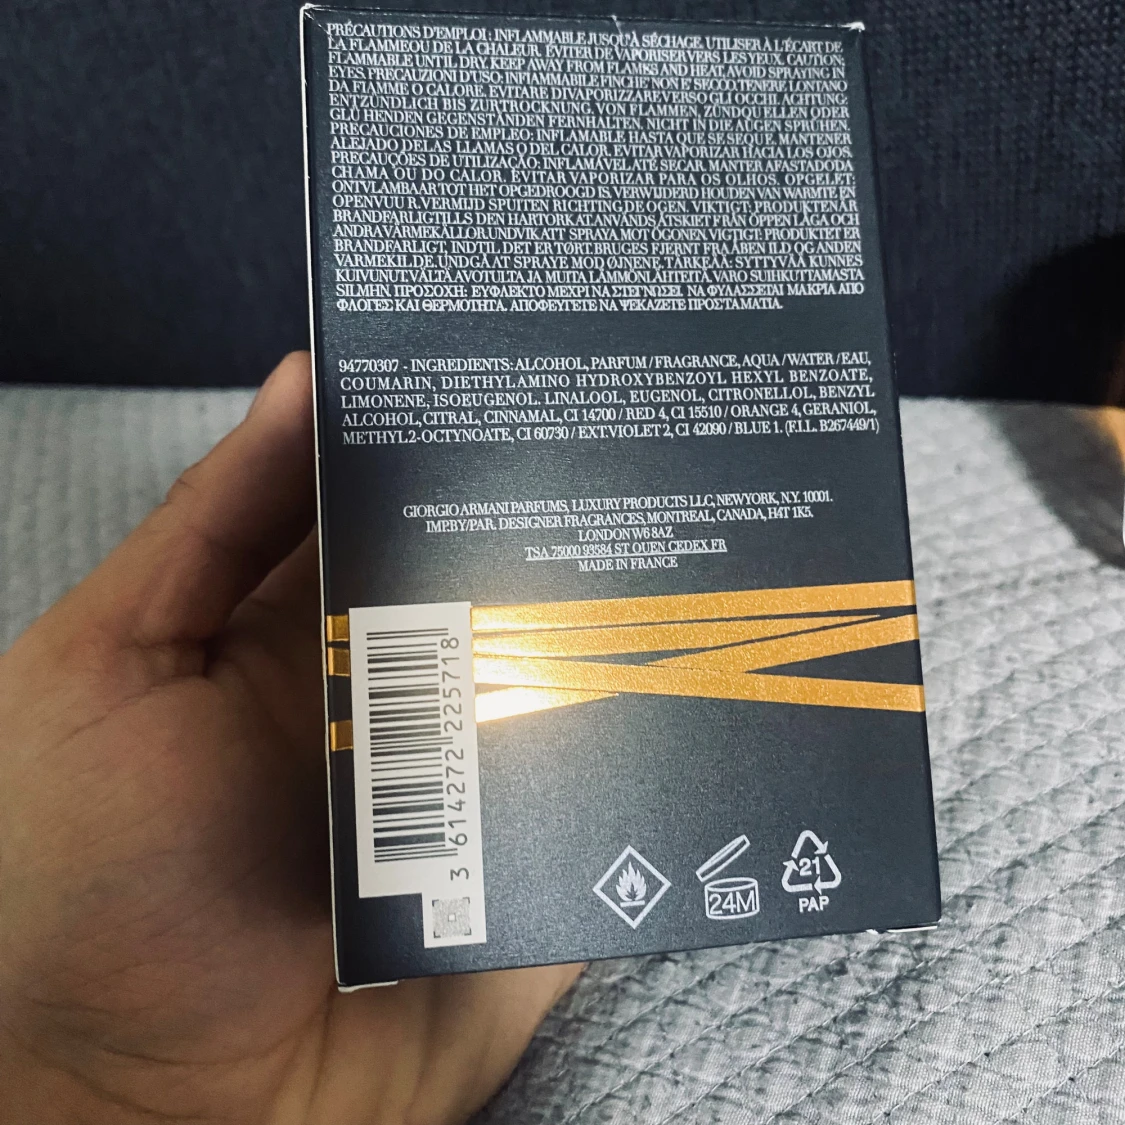 PRÉCAUTIONS D'EMPLOI: INFLAMMABLE JUSQU'À SÉCHAGE. UTILISER À L'ÉCART DE
LA FLAMMEOU DE LA CHALEUR. ÉVITER DE VAPORISER VERS LES YEUX. CAUTION:
FLAMMABLE UNTIL DRY. KEEP AWAY FROM FLAMES AND HEAT. AVOID SPRAYING IN
EYES. PRECAUZIONI D'USO: INFIAMMABILE FINCHE' NON E' SECCO. TENERE LONTANO
DA FIAMME O CALORE. EVITARE DI VAPORIZZARE VERSO GLI OCCHI. ACHTUNG:
ENTZÜNDLICH BIS ZUR TROCKNUNG. VON FLAMMEN, ZÜNDQUELLEN ODER
GLÜHENDEN GEGENSTÄNDEN FERNHALTEN. NICHT IN DIE AUGEN SPRÜHEN.
PRECAUCIONES DE EMPLEO: INFLAMABLE HASTA QUE SE SEQUE. MANTENER
ALEJADO DE LAS LLAMAS O DEL CALOR. EVITAR VAPORIZAR HACIA LOS OJOS.
PRECAUÇÕES DE UTILIZAÇÃO: INFLAMÁVEL ATÉ SECAR. MANTER AFASTADO DA
CHAMA OU DO CALOR. EVITAR VAPORIZAR PARA OS OLHOS. OPGELET:
ONTVLAMBAAR TOT HET OPGEDROOGD IS. VERWIJDERD HOUDEN VAN WARMTE EN
OPEN VUUR. VERMIJD SPUITEN RICHTING DE OGEN. VIKTIGT: PRODUKTEN ÄR
BRANDFARLIG TILLS DEN HAR TORKAT. ANVÄNDS ÅTSKIET FRÅN ÖPPEN LÅGA OCH
ANDRA VÄRMEKÄLLOR. UNDVIK ATT SPRAYA MOT ÖGONEN. VIGTIGT: PRODUKTET ER
BRANDFARLIGT, INDTIL DET ER TØRT. BRUGES FJERNT FRA ÅBEN ILD OG ANDEN
VARMEKILDE. UNDGÅ AT SPRAYE MOD ØJNENE. TÄRKEÄÄ: SYTTYVÄÄ KUNNES
KUIVUNUT. VÄLTÄ AVOTULTA JA MUITA LÄMMÖNLÄHTEITÄ. VARO SUIHKUTTAMASTA
SILMIIN. ΠΡΟΣΟΧΗ: ΕΥΦΛΕΚΤΟ ΜΕΧΡΙ ΝΑ ΣΤΕΓΝΩΣΕΙ. ΝΑ ΦΥΛΑΣΣΕΤΑΙ ΜΑΚΡΙΑ ΑΠΟ
ΦΛΟΓΕΣ ΚΑΙ ΘΕΡΜΟΤΗΤΑ. ΑΠΟΦΕΥΓΕΤΕ ΝΑ ΨΕΚΑΖΕΤΕ ΠΡΟΣ ΤΑ ΜΑΤΙΑ.
94770307 - INGREDIENTS: ALCOHOL, PARFUM / FRAGRANCE, AQUA / WATER / EAU,
COUMARIN, DIETHYLAMINO HYDROXYBENZOYL HEXYL BENZOATE,
LIMONENE, ISOEUGENOL, LINALOOL, EUGENOL, CITRONELLOL, BENZYL
ALCOHOL, CITRAL, CINNAMAL, CI 14700 / RED 4, CI 15510 / ORANGE 4, GERANIOL,
METHYL 2-OCTYNOATE, CI 60730 / EXT. VIOLET 2, CI 42090 / BLUE 1. (F.I.L. B267449/1)
GIORGIO ARMANI PARFUMS, LUXURY PRODUCTS LLC, NEW YORK, N.Y. 10001.
IMP. BY/PAR. DESIGNER FRAGRANCES, MONTREAL, CANADA, H4T 1K5.
LONDON W6 8AZ
TSA 75000 93584 ST OUEN CEDEX FR
MADE IN FRANCE
3 614272 225718
24M
21
PAP